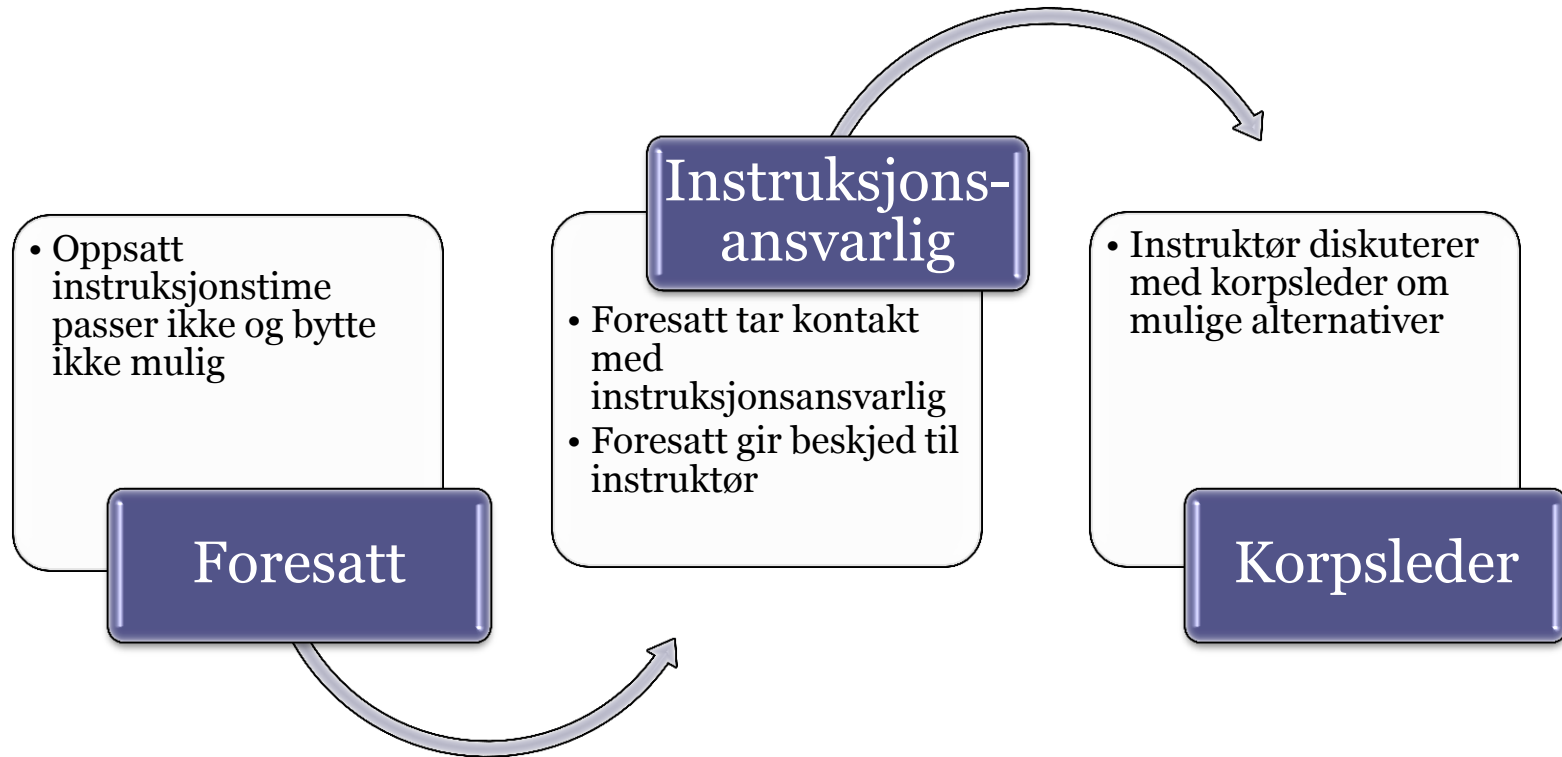 • Oppsatt
instruksjonstime
passer ikke og bytte
ikke mulig
Foresatt
Instruksjons-
ansvarlig
• Foresatt tar kontakt
med
instruksjonsansvarlig
• Foresatt gir beskjed til
instruktør
• Instruktør diskuterer
med korpsleder om
mulige alternativer
Korpsleder